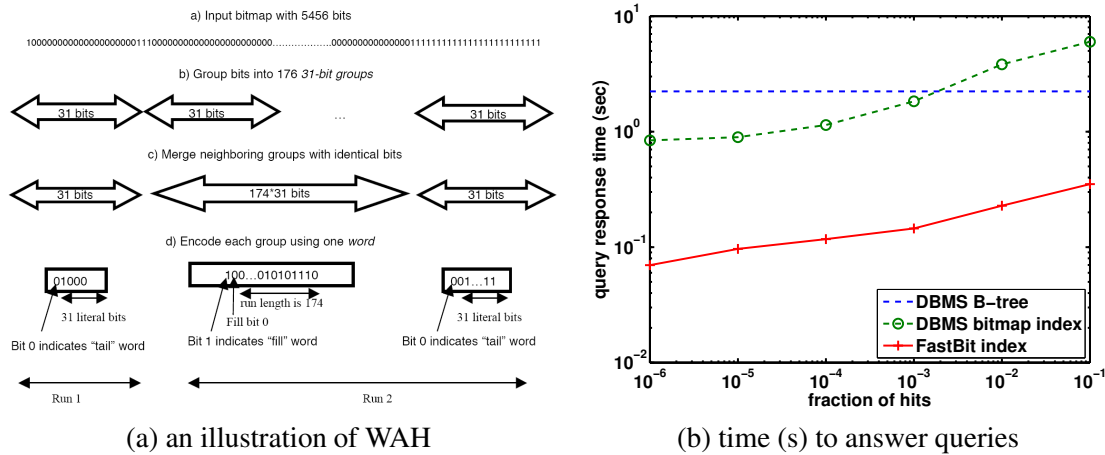 a) Input bitmap with 5456 bits
10000000000000000000011100000000000000000000000000………………0000000000000001111111111111111111111111
b) Group bits into 176 31-bit groups
31 bits 31 bits … 31 bits
c) Merge neighboring groups with identical bits
31 bits 174*31 bits 31 bits
d) Encode each group using one word
01000 100…010101110 001…11
31 literal bits run length is 174 31 literal bits
Fill bit 0
Bit 0 indicates “tail” word Bit 1 indicates “fill” word Bit 0 indicates “tail” word
Run 1 Run 2
(a) an illustration of WAH
query response time (sec)
10^1
10^0
10^-1
10^-2
DBMS B-tree
DBMS bitmap index
FastBit index
10^-6 10^-5 10^-4 10^-3 10^-2 10^-1
fraction of hits
(b) time (s) to answer queries